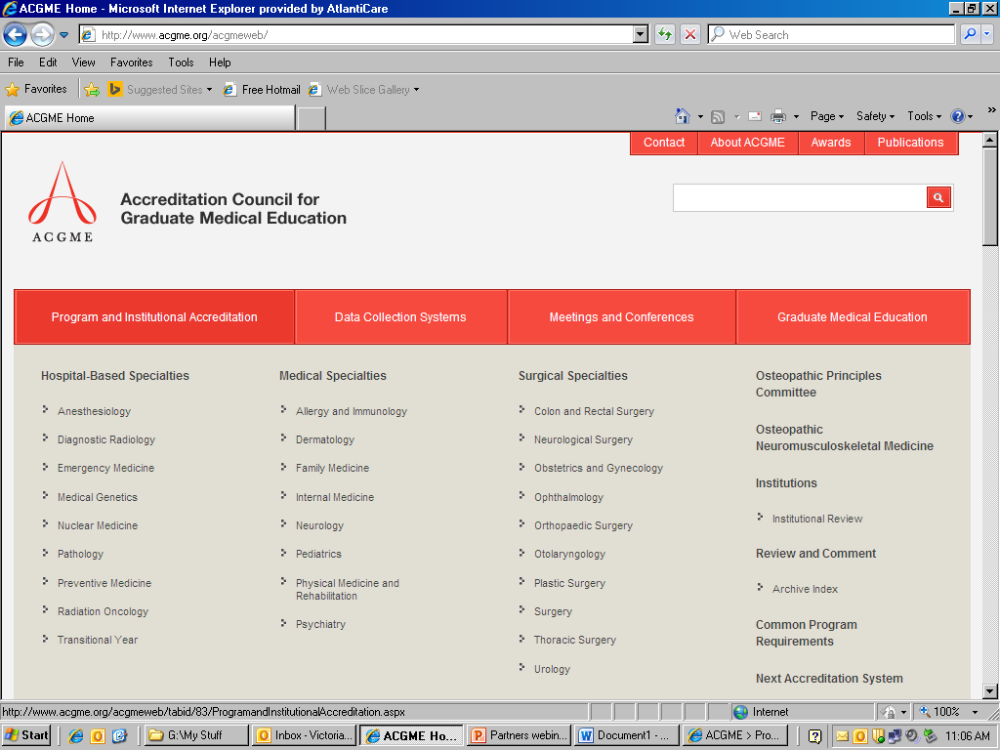 ACGME Home - Microsoft Internet Explorer provided by AtlantiCare
http://www.acgme.org/acgmeweb/
Web Search
File Edit View Favorites Tools Help
Favorites Suggested Sites Free Hotmail Web Slice Gallery
ACGME Home Page Safety Tools »
Contact About ACGME Awards Publications
Accreditation Council for
Graduate Medical Education
ACGME
Program and Institutional Accreditation Data Collection Systems Meetings and Conferences Graduate Medical Education
Hospital-Based Specialties
Anesthesiology
Diagnostic Radiology
Emergency Medicine
Medical Genetics
Nuclear Medicine
Pathology
Preventive Medicine
Radiation Oncology
Transitional Year
Medical Specialties
Allergy and Immunology
Dermatology
Family Medicine
Internal Medicine
Neurology
Pediatrics
Physical Medicine and
Rehabilitation
Psychiatry
Surgical Specialties
Colon and Rectal Surgery
Neurological Surgery
Obstetrics and Gynecology
Ophthalmology
Orthopaedic Surgery
Otolaryngology
Plastic Surgery
Surgery
Thoracic Surgery
Urology
Osteopathic Principles
Committee
Osteopathic
Neuromusculoskeletal Medicine
Institutions
Institutional Review
Review and Comment
Archive Index
Common Program
Requirements
Next Accreditation System
http://www.acgme.org/acgmeweb/tabid/83/ProgramandInstitutionalAccreditation.aspx Internet 100%
Start G:\My Stuff Inbox - Victoria... ACGME Ho... Partners webin... Document1 - ... ACGME > Pro... 11:06 AM